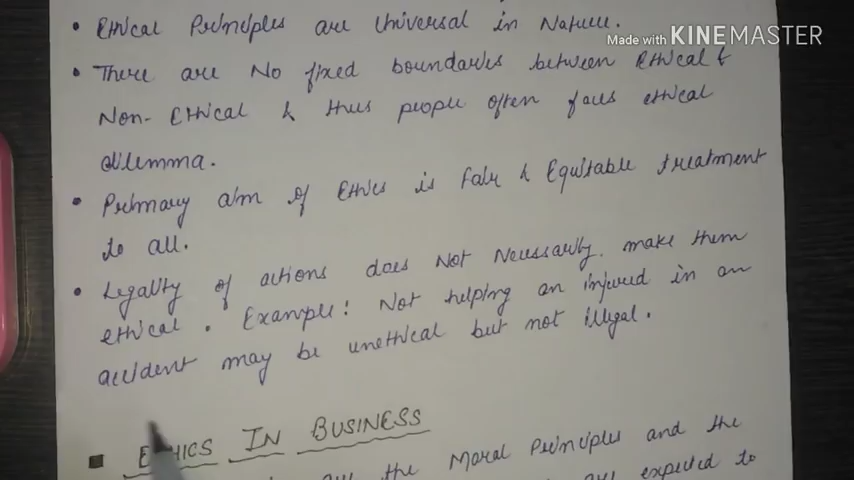 • Ethical Principles are Universal in Nature.
Made with KINEMASTER
• There are No fixed boundaries between Ethical &
Non-Ethical & thus people often faces ethical
dilemma.
• Primary aim of Ethics is Fair & Equitable treatment
to all.
• Legality of actions does Not Necessarily make them
ethical. Example: Not helping an injured in an
accident may be unethical but not illegal.
■ ETHICS IN BUSINESS
are the Moral Principles and the
are expected to